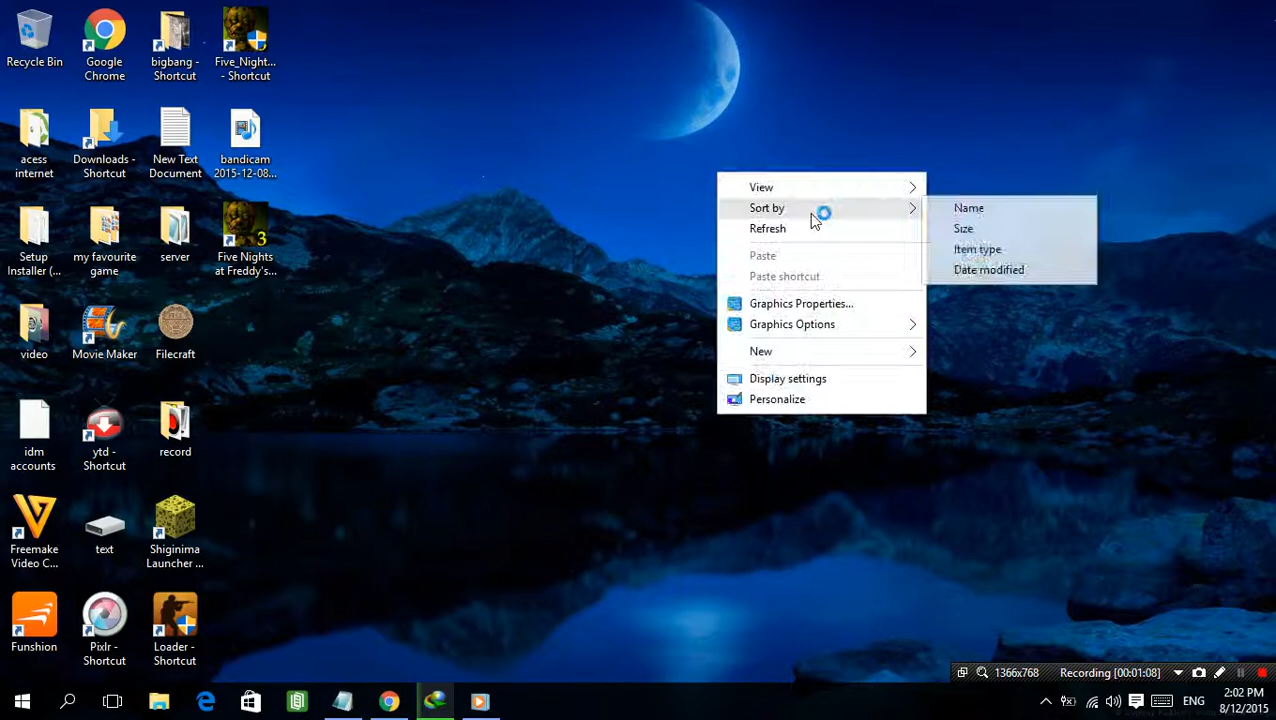 Recycle Bin
Google
Chrome
bigbang -
Shortcut
Five_Night...
- Shortcut
acess
internet
Downloads -
Shortcut
New Text
Document
bandicam
2015-12-08...
Setup
Installer (...
my favourite
game
server
3
Five Nights
at Freddy's...
video
Movie Maker
Filecraft
idm
accounts
ytd -
Shortcut
record
Freemake
Video C...
text
Shiginima
Launcher ...
Funshion
Pixlr -
Shortcut
Loader -
Shortcut
View
Sort by
Refresh
Paste
Paste shortcut
Graphics Properties...
Graphics Options
New
Display settings
Personalize
Name
Size
Item type
Date modified
1366x768
Recording [00:01:08]
ENG
2:02 PM
8/12/2015